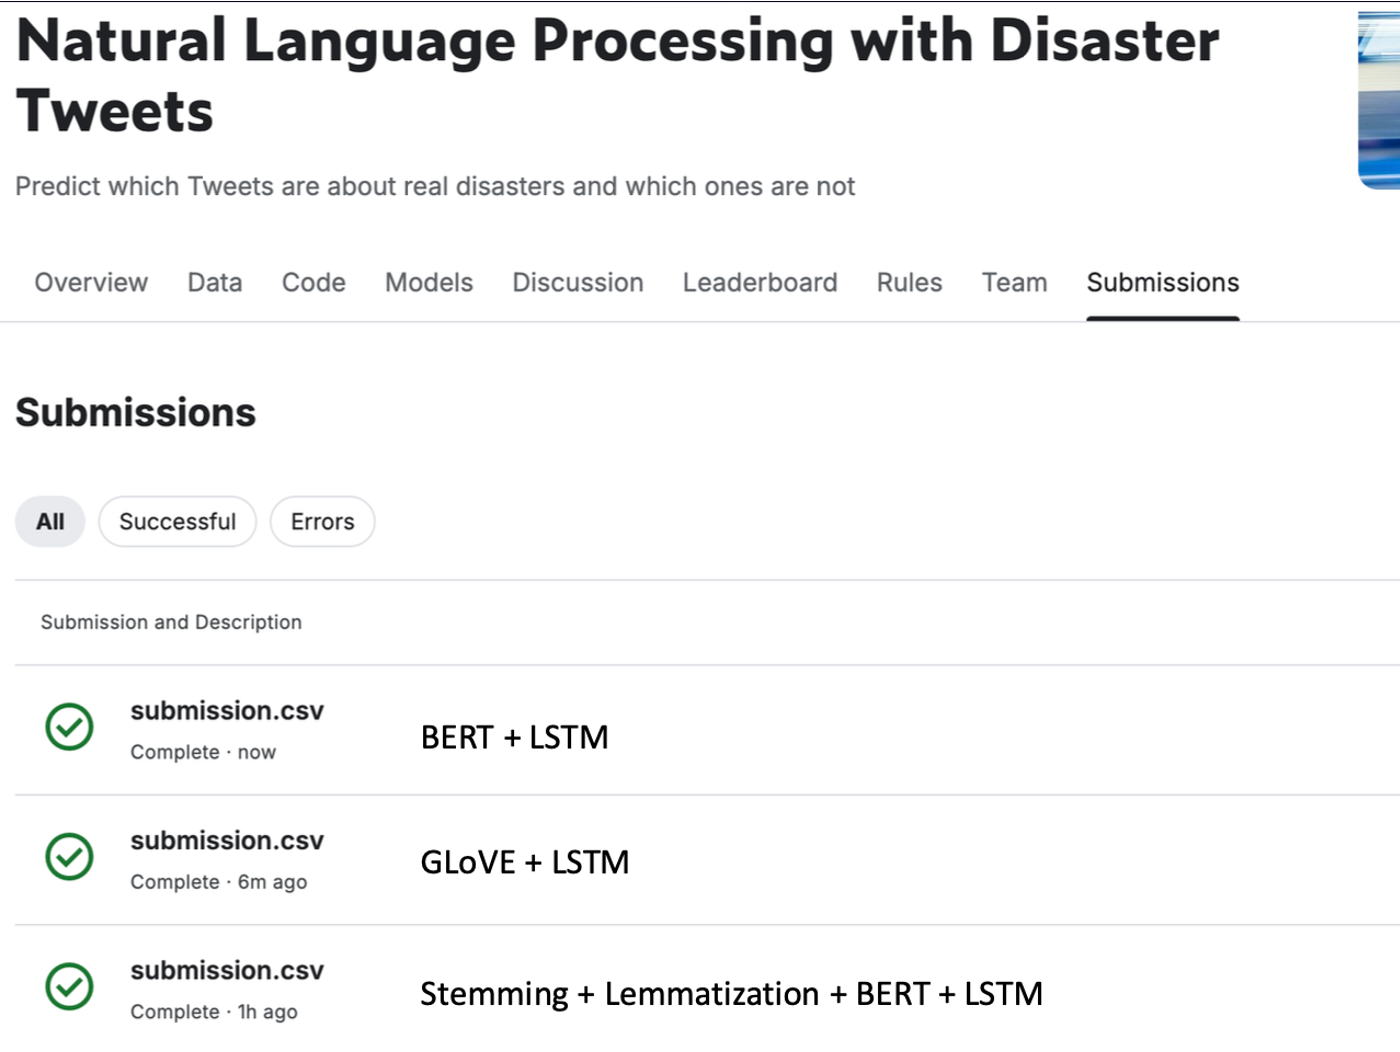 Natural Language Processing with Disaster
Tweets
Predict which Tweets are about real disasters and which ones are not
Overview Data Code Models Discussion Leaderboard Rules Team Submissions
Submissions
All Successful Errors
Submission and Description
submission.csv
Complete · now
BERT + LSTM
submission.csv
Complete · 6m ago
GLoVE + LSTM
submission.csv
Complete · 1h ago
Stemming + Lemmatization + BERT + LSTM